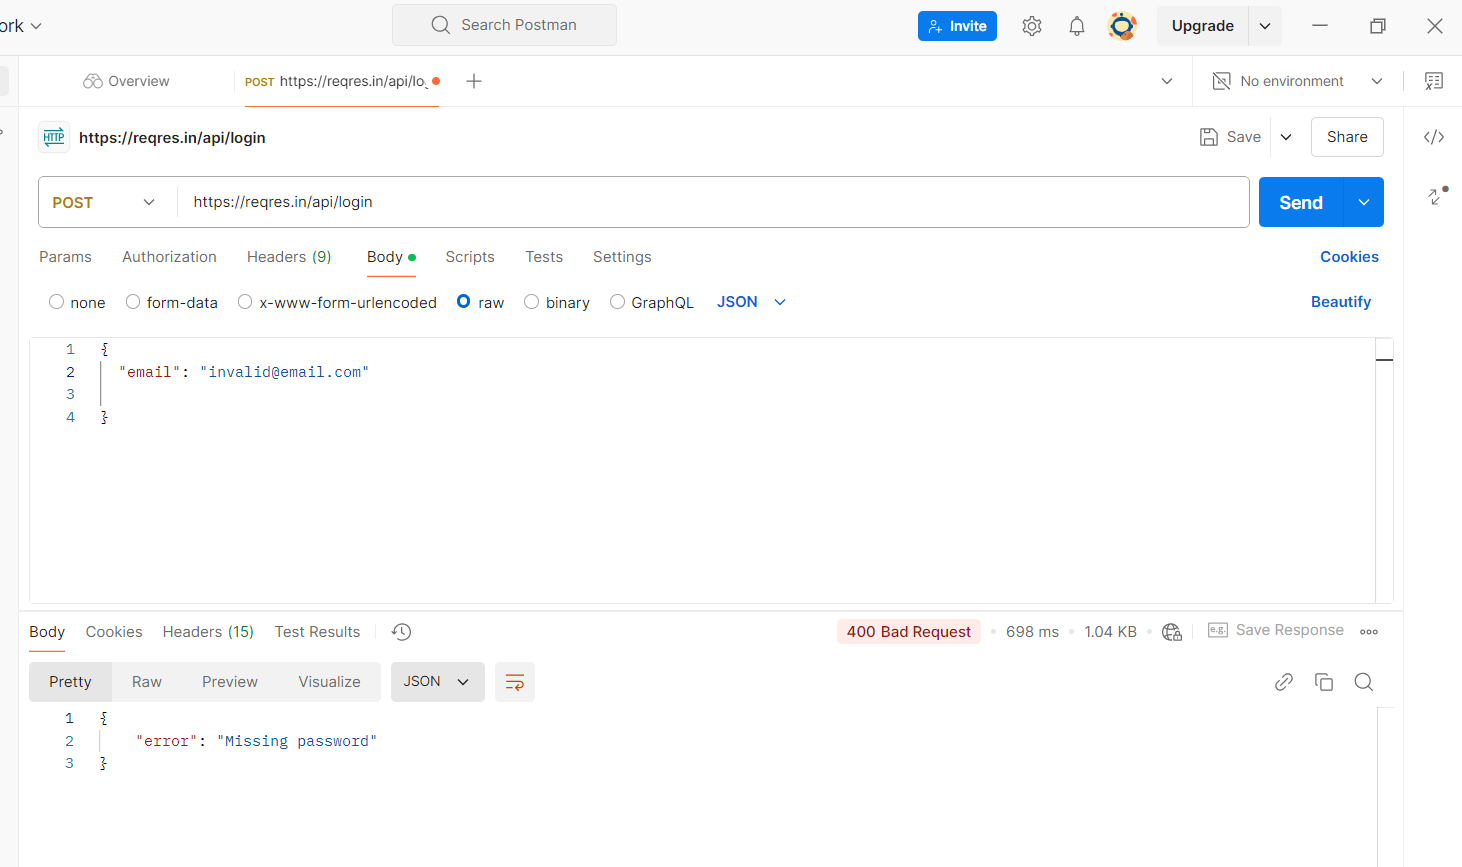 ork
Search Postman
Invite
Upgrade
Overview
POST https://reqres.in/api/lo
No environment
HTTP https://reqres.in/api/login
Save
Share
POST
https://reqres.in/api/login
Send
Params Authorization Headers (9) Body Scripts Tests Settings
Cookies
none form-data x-www-form-urlencoded raw binary GraphQL JSON
Beautify
1 {
2 "email": "invalid@email.com"
3
4 }
Body Cookies Headers (15) Test Results
400 Bad Request 698 ms 1.04 KB e.g. Save Response
Pretty Raw Preview Visualize JSON
1 {
2 "error": "Missing password"
3 }